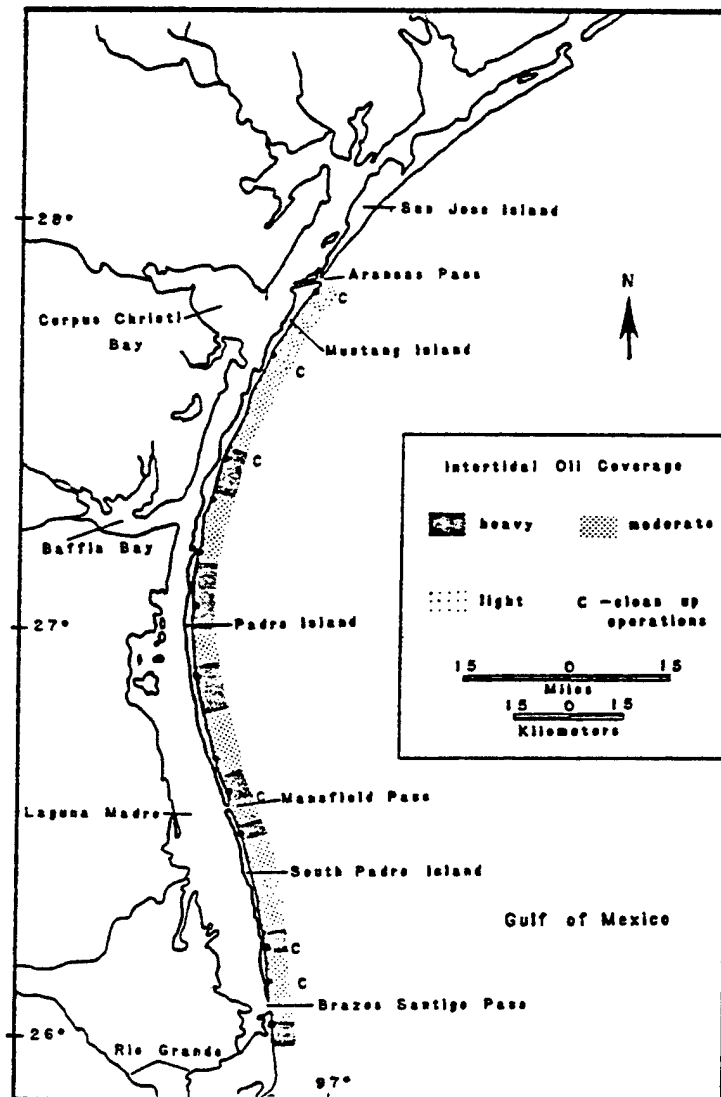 28°
San Jose Island
Aransas Pass
C
N
Corpus Christi
Bay
Mustang Island
C
C
Intertidal Oil Coverage
heavy
moderate
light
C – clean up
operations
15 0 15
Miles
15 0 15
Kilometers
Baffin Bay
27°
Padre Island
C
Mansfield Pass
Laguna Madre
South Padre Island
Gulf of Mexico
C
C
Brazos Santigo Pass
26°
Rio Grande
97°